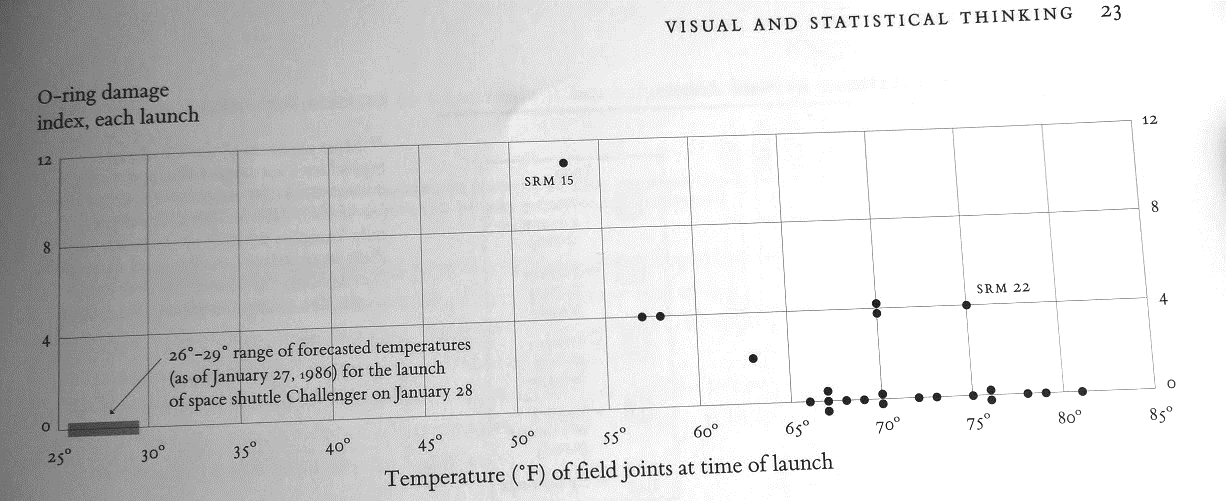 VISUAL AND STATISTICAL THINKING 23
O-ring damage
index, each launch
12
12
SRM 15
8
8
SRM 22
4
4
26°–29° range of forecasted temperatures
(as of January 27, 1986) for the launch
of space shuttle Challenger on January 28
0
0
25° 30° 35° 40° 45° 50° 55° 60° 65° 70° 75° 80° 85°
Temperature (°F) of field joints at time of launch